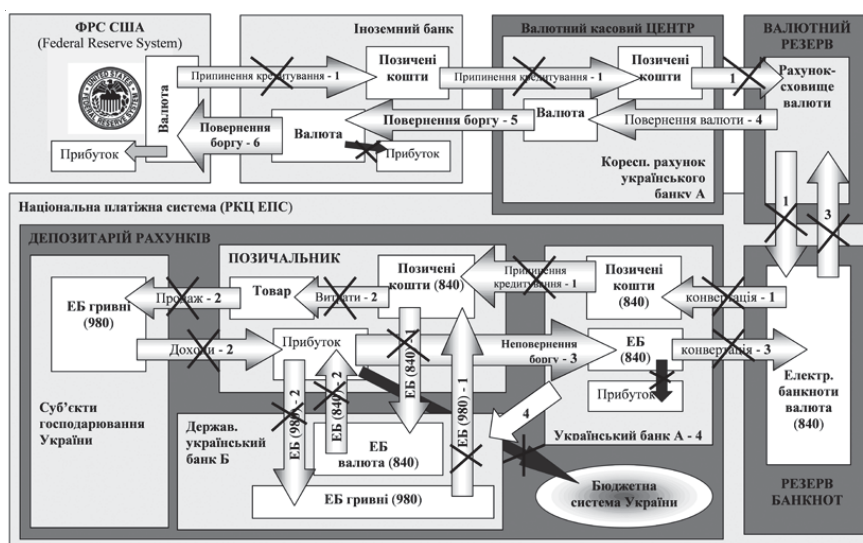 ФРС США
(Federal Reserve System)
UNITED STATES
FEDERAL RESERVE SYSTEM
Валюта
Прибуток
Припинення кредитування - 1
Повернення
боргу - 6
Іноземний банк
Позичені
кошти
Валюта
Прибуток
Припинення кредитування - 1
Повернення боргу - 5
Валютний касовий ЦЕНТР
Позичені
кошти
Валюта
Кореєп. рахунок
українського
банку А
1
Повернення валюти - 4
ВАЛЮТНИЙ
РЕЗЕРВ
Рахунок-
сховище
валюти
1
3
Національна платіжна система (РКЦ ЕПС)
ДЕПОЗИТАРІЙ РАХУНКІВ
ЕБ гривні
(980)
Суб’єкти
господарювання
України
Продаж - 2
Доходи - 2
ПОЗИЧАЛЬНИК
Товар
Витрати - 2
Позичені
кошти (840)
Прибуток
Припинення
кредитування - 1
Неповернення
боргу - 3
Позичені
кошти
(840)
конвертація - 1
ЕБ
(840)
конвертація - 3
Прибуток
ЕБ (980) - 2
ЕБ (840) - 2
ЕБ (840) - 1
ЕБ (980) - 1
4
Держав.
український
банк Б
ЕБ
валюта (840)
ЕБ гривні (980)
Український банк А - 4
Бюджетна
система України
Електр.
банкноти
валюта
(840)
РЕЗЕРВ
БАНКНОТ